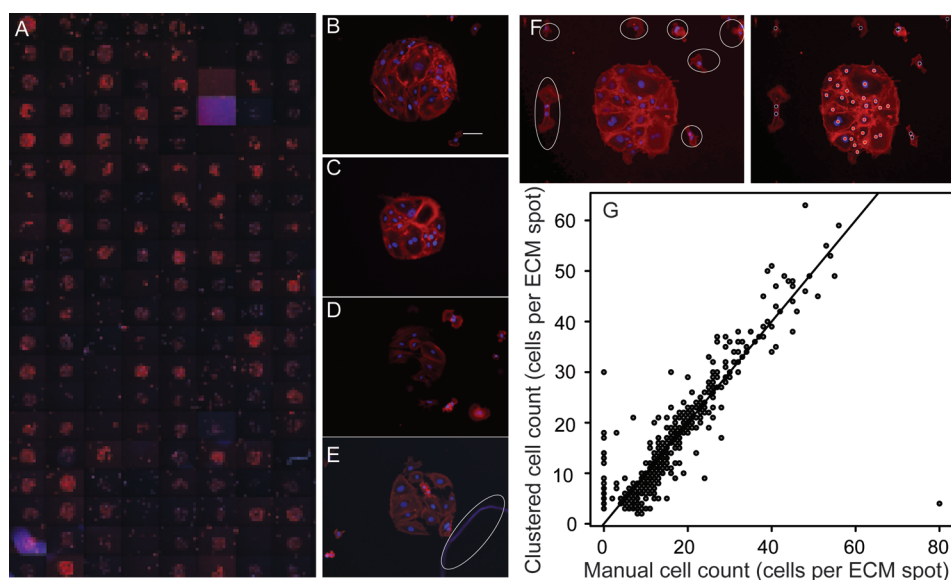 A
B
C
D
E
F
G
Clustered cell count (cells per ECM spot)
60
50
40
30
20
10
0
0
20
40
60
80
Manual cell count (cells per ECM spot)